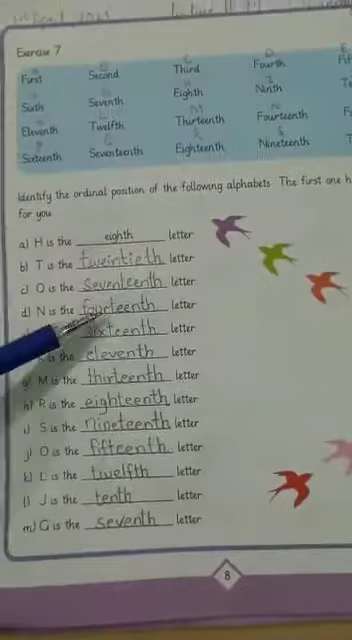 Exercise 7
First Second Third Fourth
Sixth Seventh Eighth Ninth
Eleventh Twelfth Thirteenth Fourteenth
Sixteenth Seventeenth Eighteenth Nineteenth
Identify the ordinal position of the following alphabets. The first one h
for you
a) H is the eighth letter
b) T is the tweintieth letter
c) Q is the seventeenth letter
d) N is the fourteenth letter
sixteenth letter
is the eleventh letter
g) M is the thirteenth letter
h) R is the eighteenth letter
i) S is the nineteenth letter
j) O is the fifteenth letter
k) L is the twelfth letter
l) J is the tenth letter
m) G is the seventh letter
8